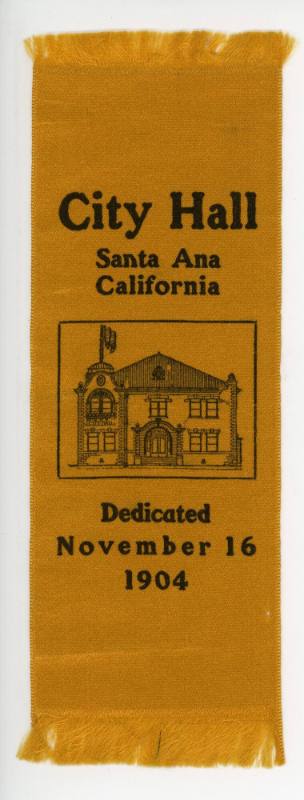 City Hall
Santa Ana
California
Dedicated
November 16
1904